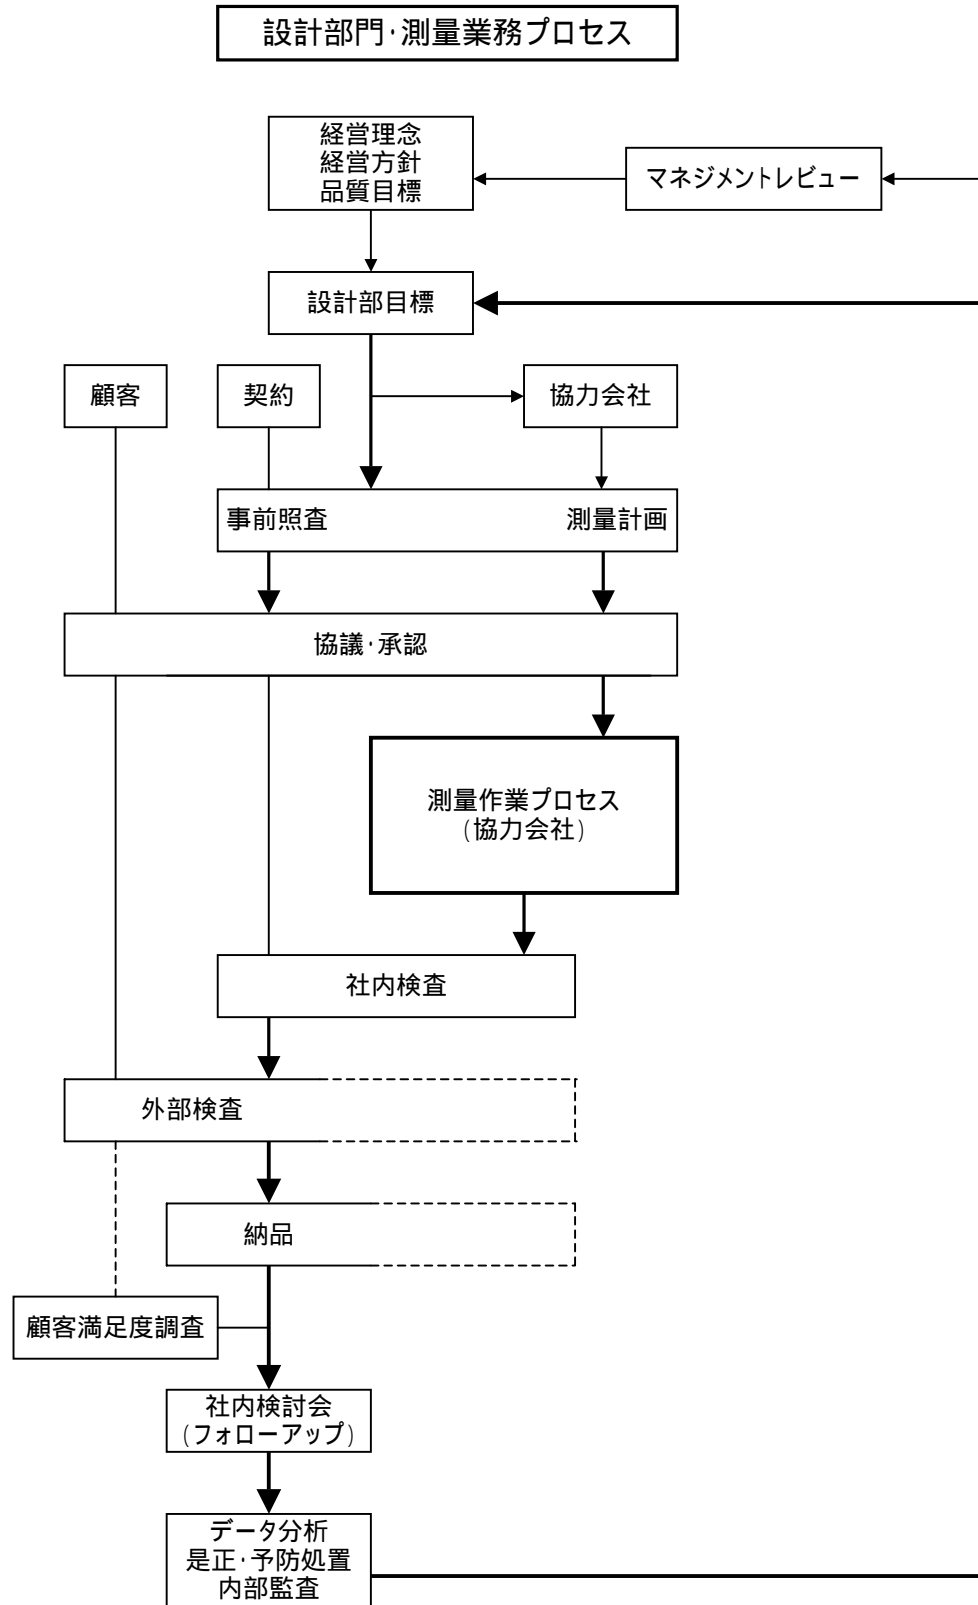 設計部門・測量業務プロセス
経営理念
経営方針
品質目標
マネジメントレビュー
設計部目標
顧客
契約
協力会社
事前照査
測量計画
協議・承認
測量作業プロセス
(協力会社)
社内検査
外部検査
納品
顧客満足度調査
社内検討会
(フォローアップ)
データ分析
是正・予防処置
内部監査